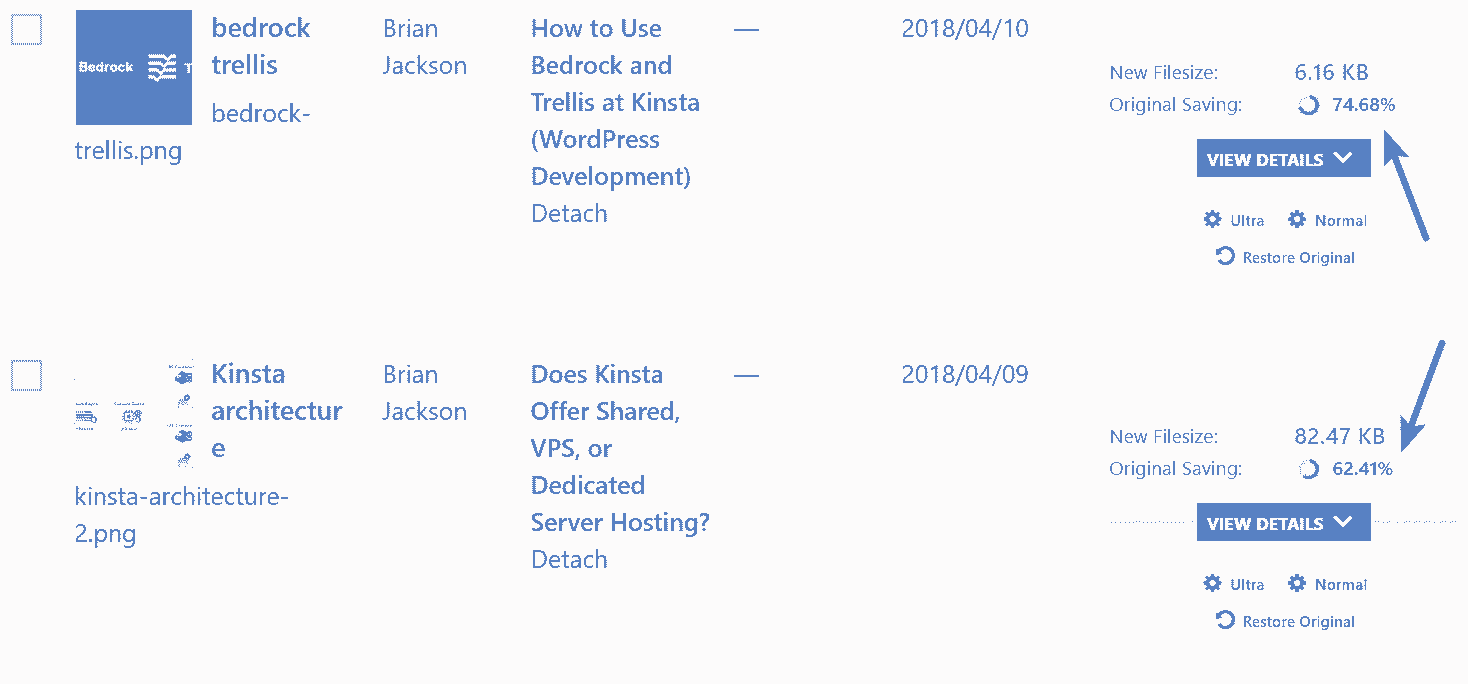 Bedrock T
bedrock
trellis
bedrock-
trellis.png
Brian
Jackson
How to Use
Bedrock and
Trellis at Kinsta
(WordPress
Development)
Detach
—
2018/04/10
New Filesize: 6.16 KB
Original Saving: 74.68%
VIEW DETAILS
Ultra Normal
Restore Original
Kinsta
architectur
e
kinsta-architecture-
2.png
Brian
Jackson
Does Kinsta
Offer Shared,
VPS, or
Dedicated
Server Hosting?
Detach
—
2018/04/09
New Filesize: 82.47 KB
Original Saving: 62.41%
VIEW DETAILS
Ultra Normal
Restore Original